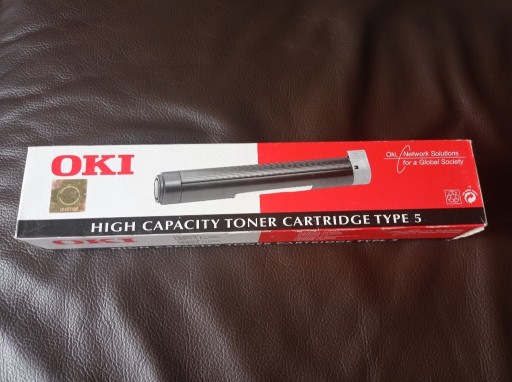 OKI
Oki, Network Solutions
for a Global Society
HIGH CAPACITY TONER CARTRIDGE TYPE 5
OKI